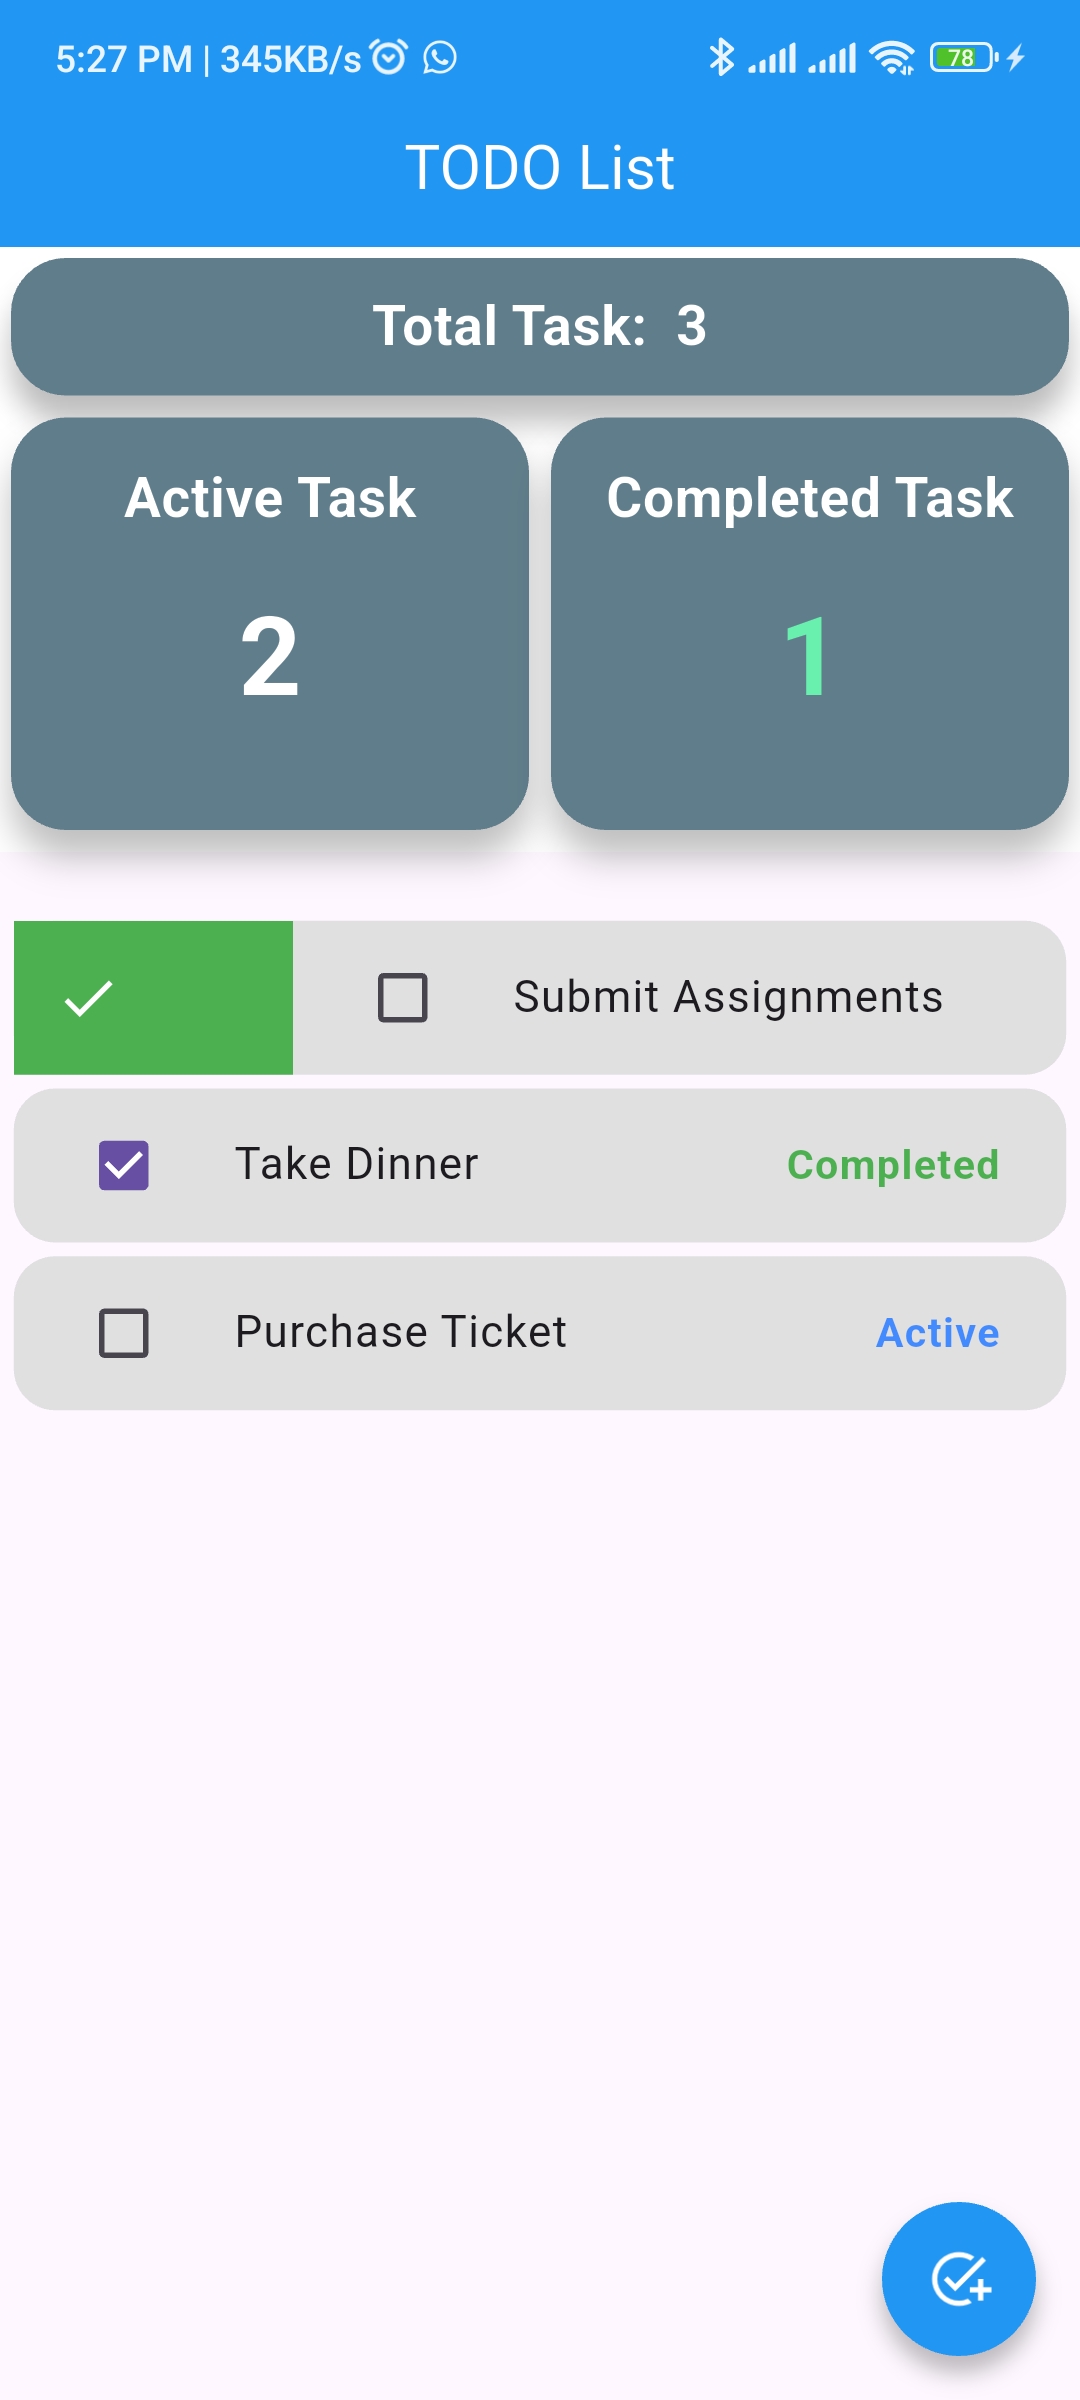 5:27 PM | 345KB/s 78
TODO List
Total Task: 3
Active Task
2
Completed Task
1
Submit Assignments
Take Dinner Completed
Purchase Ticket Active